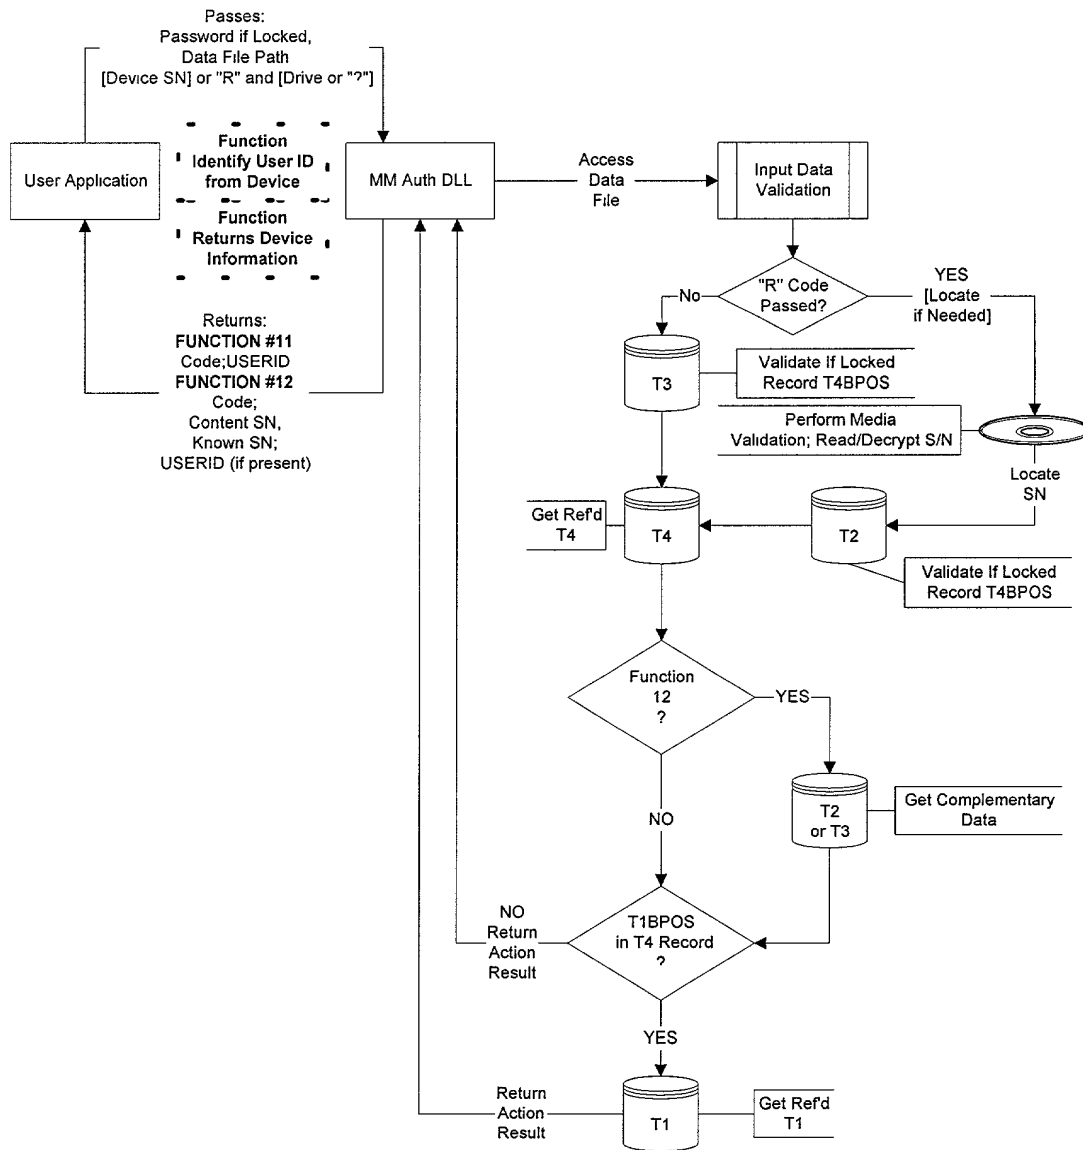 Passes:
Password if Locked,
Data File Path
[Device SN] or "R" and [Drive or "?"]
User Application
Function
Identify User ID
from Device
Function
Returns Device
Information
MM Auth DLL
Access
Data
File
Input Data
Validation
Returns:
FUNCTION #11
Code;USERID
FUNCTION #12
Code;
Content SN,
Known SN;
USERID (if present)
"R" Code
Passed?
No
YES
[Locate
if Needed]
T3
Validate If Locked
Record T4BPOS
Perform Media
Validation; Read/Decrypt S/N
Locate
SN
Get Ref'd
T4
T4
T2
Validate If Locked
Record T4BPOS
Function
12
?
YES
NO
T2
or T3
Get Complementary
Data
T1BPOS
in T4 Record
?
NO
Return
Action
Result
YES
Return
Action
Result
T1
Get Ref'd
T1